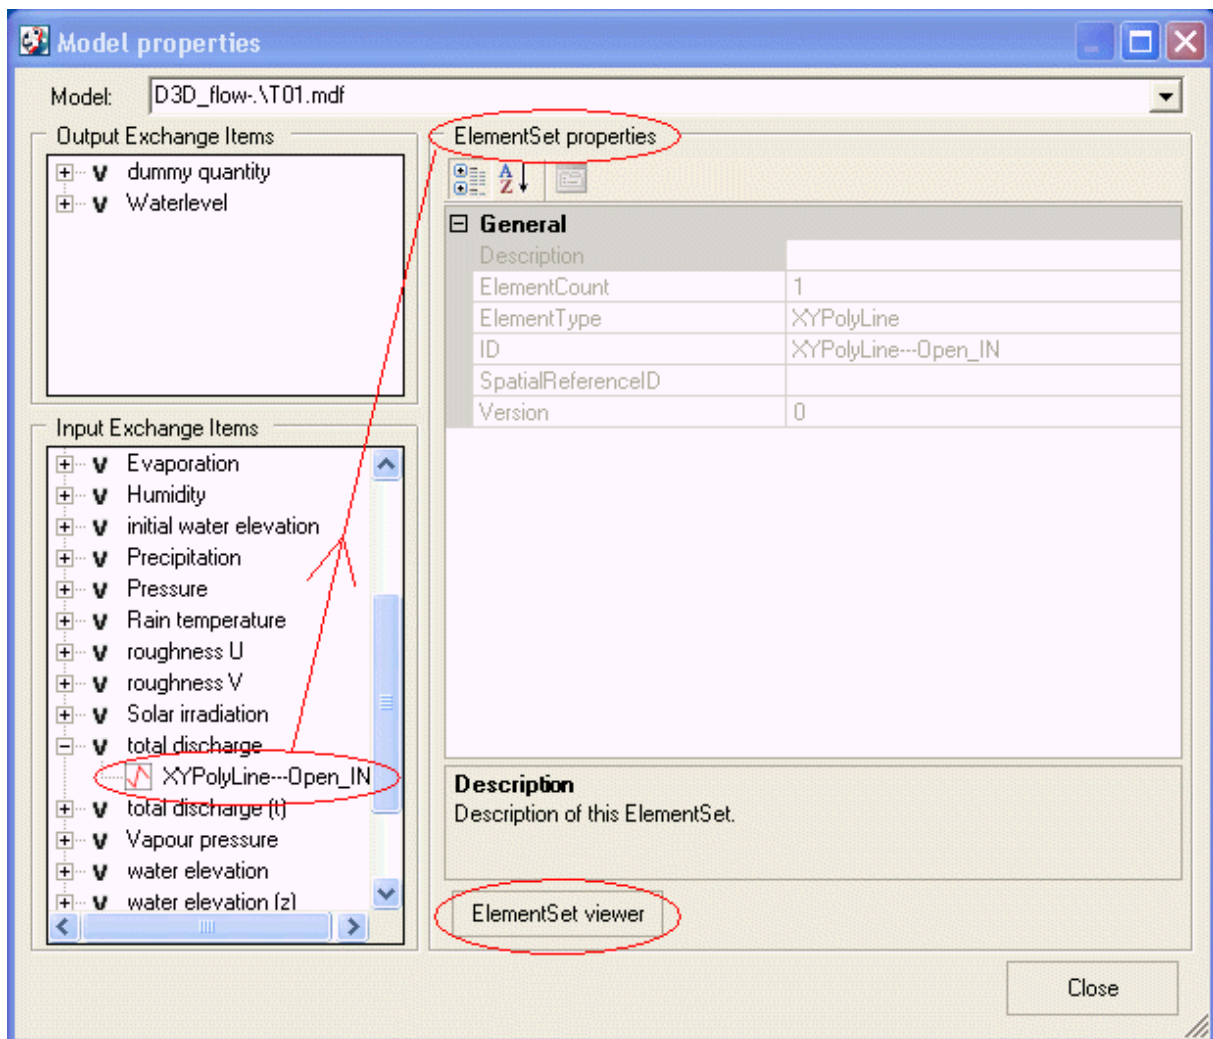 Model properties
Model: D3D_flow-.\T01.mdf
Output Exchange Items
dummy quantity
Waterlevel
Input Exchange Items
Evaporation
Humidity
initial water elevation
Precipitation
Pressure
Rain temperature
roughness U
roughness V
Solar irradiation
total discharge
XYPolyLine---Open_IN
total discharge (t)
Vapour pressure
water elevation
water elevation (z)
ElementSet properties
General
Description
ElementCount 1
ElementType XYPolyLine
ID XYPolyLine---Open_IN
SpatialReferenceID
Version 0
Description
Description of this ElementSet.
ElementSet viewer
Close